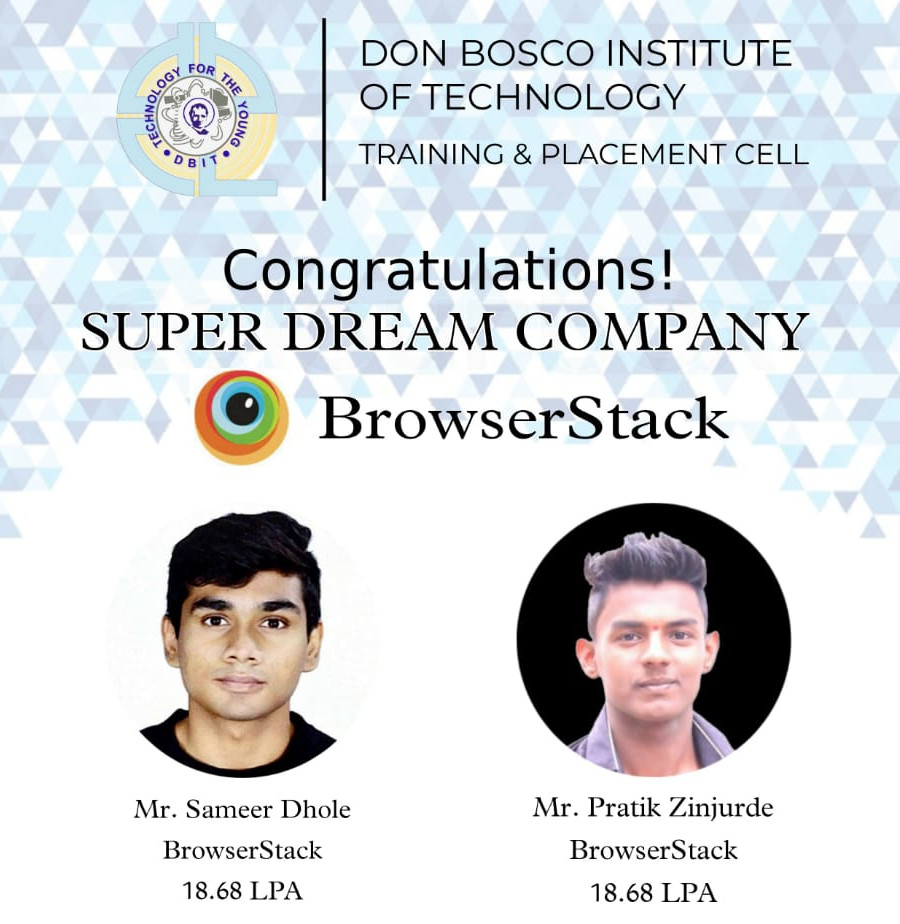 TECHNOLOGY FOR THE YOUNG
• DBIT •
DON BOSCO INSTITUTE
OF TECHNOLOGY
TRAINING & PLACEMENT CELL
Congratulations!
SUPER DREAM COMPANY
BrowserStack
Mr. Sameer Dhole
BrowserStack
18.68 LPA
Mr. Pratik Zinjurde
BrowserStack
18.68 LPA